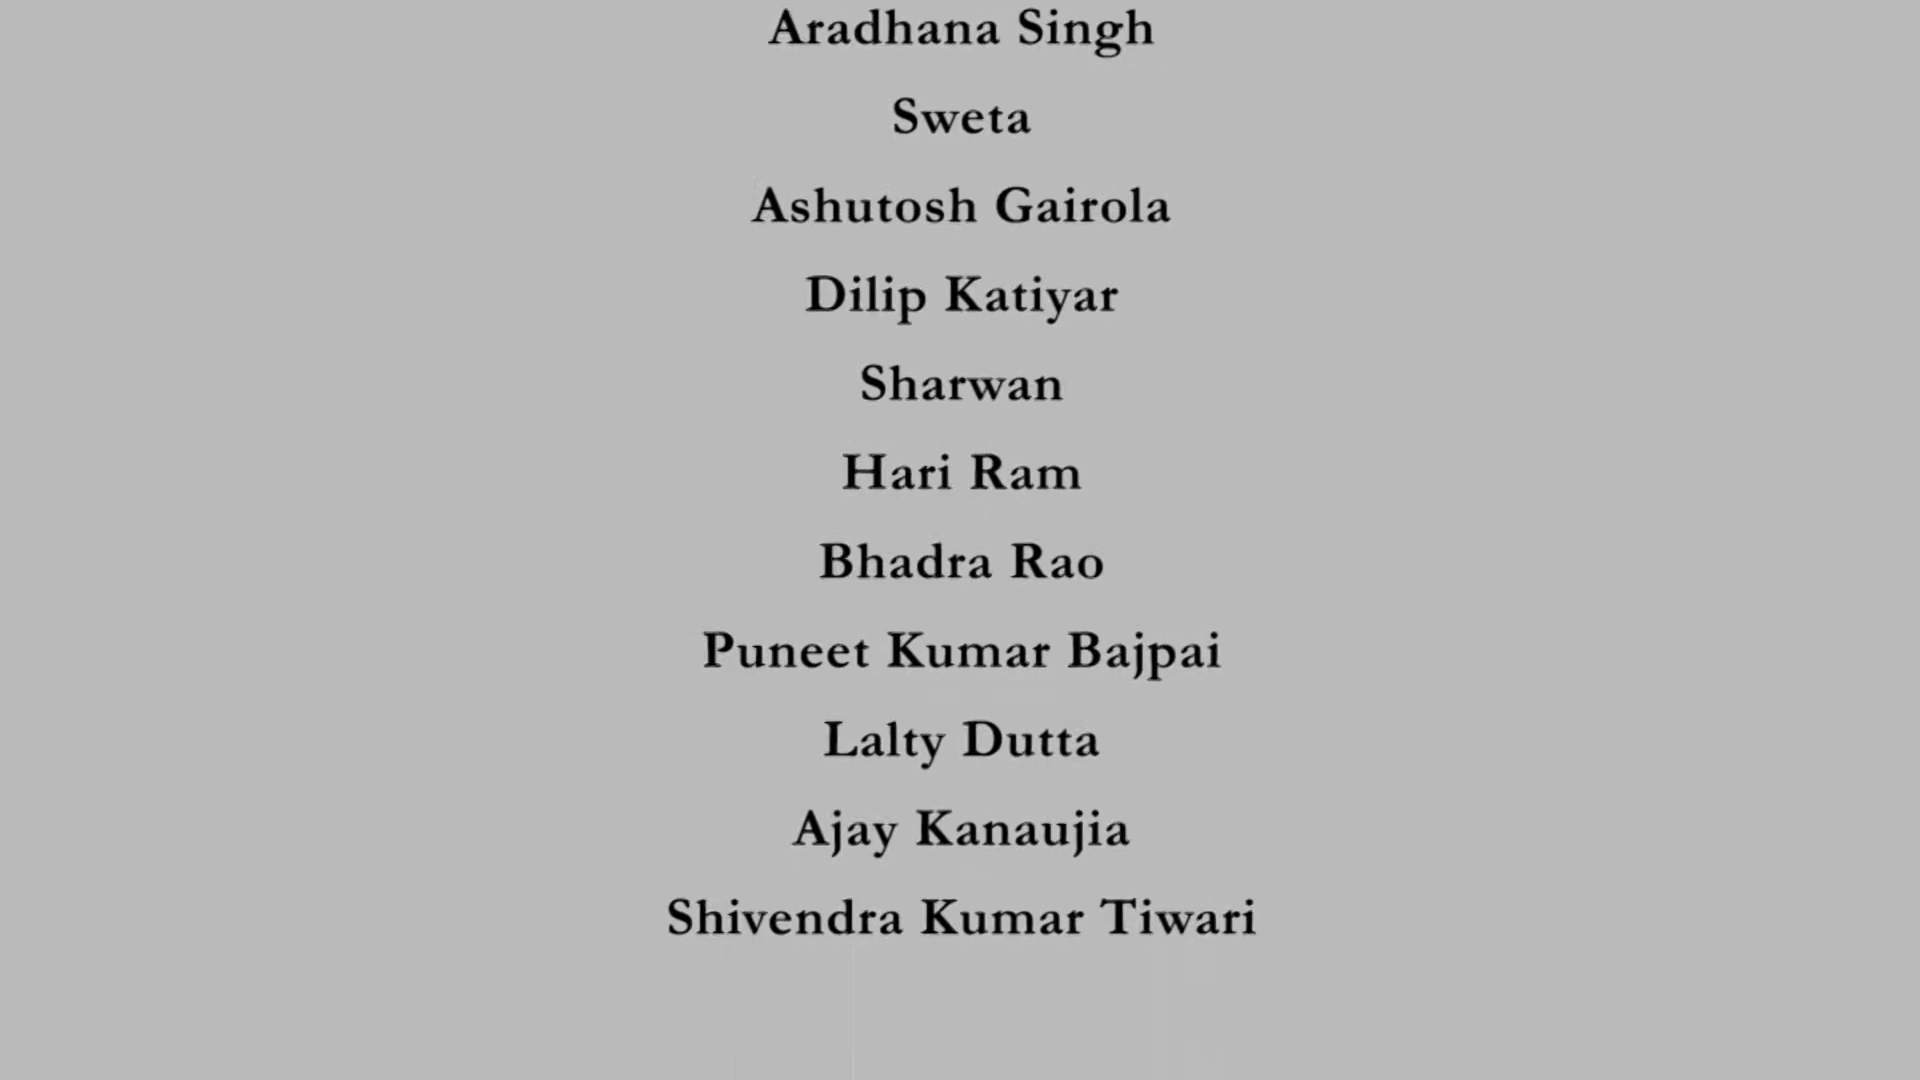 Aradhana Singh
Sweta
Ashutosh Gairola
Dilip Katiyar
Sharwan
Hari Ram
Bhadra Rao
Puneet Kumar Bajpai
Lalty Dutta
Ajay Kanaujia
Shivendra Kumar Tiwari